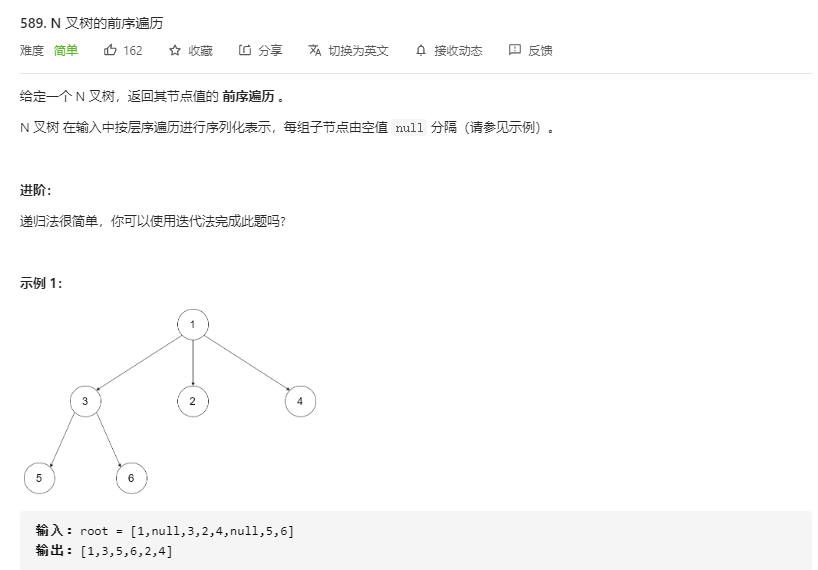 589. N 叉树的前序遍历
难度 简单 162 收藏 分享 切换为英文 接收动态 反馈
给定一个 N 叉树，返回其节点值的 前序遍历 。
N 叉树 在输入中按层序遍历进行序列化表示，每组子节点由空值 null 分隔（请参见示例）。
进阶：
递归法很简单，你可以使用迭代法完成此题吗?
示例 1：
1
3 2 4
5 6
输入：root = [1,null,3,2,4,null,5,6]
输出：[1,3,5,6,2,4]